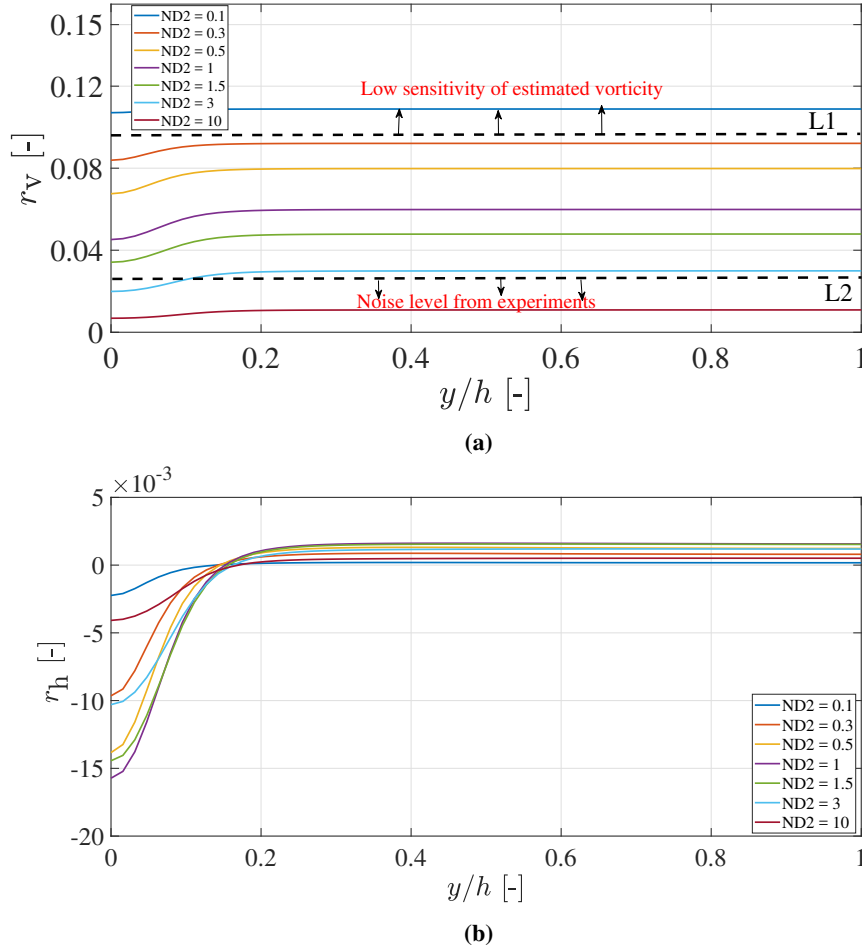 0.15
0.12
0.08
0.04
0
r_v [-]
ND2 = 0.1
ND2 = 0.3
ND2 = 0.5
ND2 = 1
ND2 = 1.5
ND2 = 3
ND2 = 10
Low sensitivity of estimated vorticity
L1
L2
Noise level from experiments
0 0.2 0.4 0.6 0.8 1
y/h [-]
(a)
×10⁻³
5
0
-5
-10
-15
-20
r_h [-]
ND2 = 0.1
ND2 = 0.3
ND2 = 0.5
ND2 = 1
ND2 = 1.5
ND2 = 3
ND2 = 10
0 0.2 0.4 0.6 0.8 1
y/h [-]
(b)